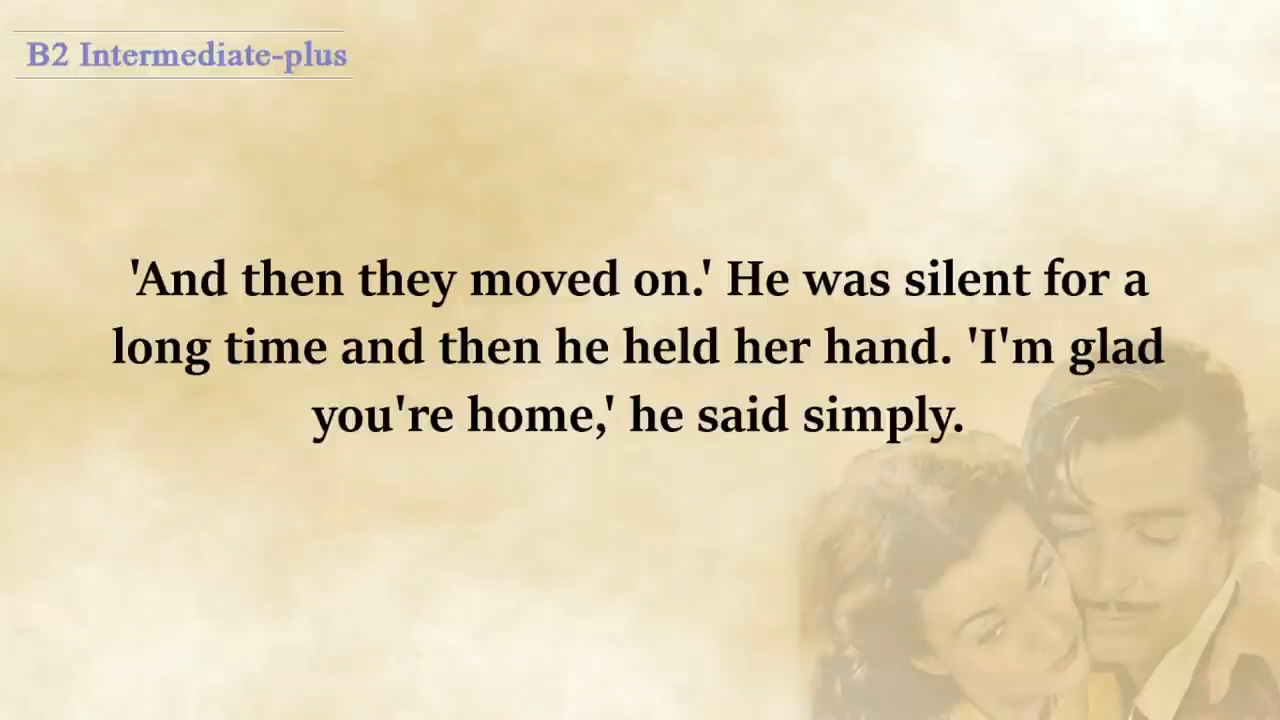 B2 Intermediate-plus
'And then they moved on.' He was silent for a
long time and then he held her hand. 'I'm glad
you're home,' he said simply.